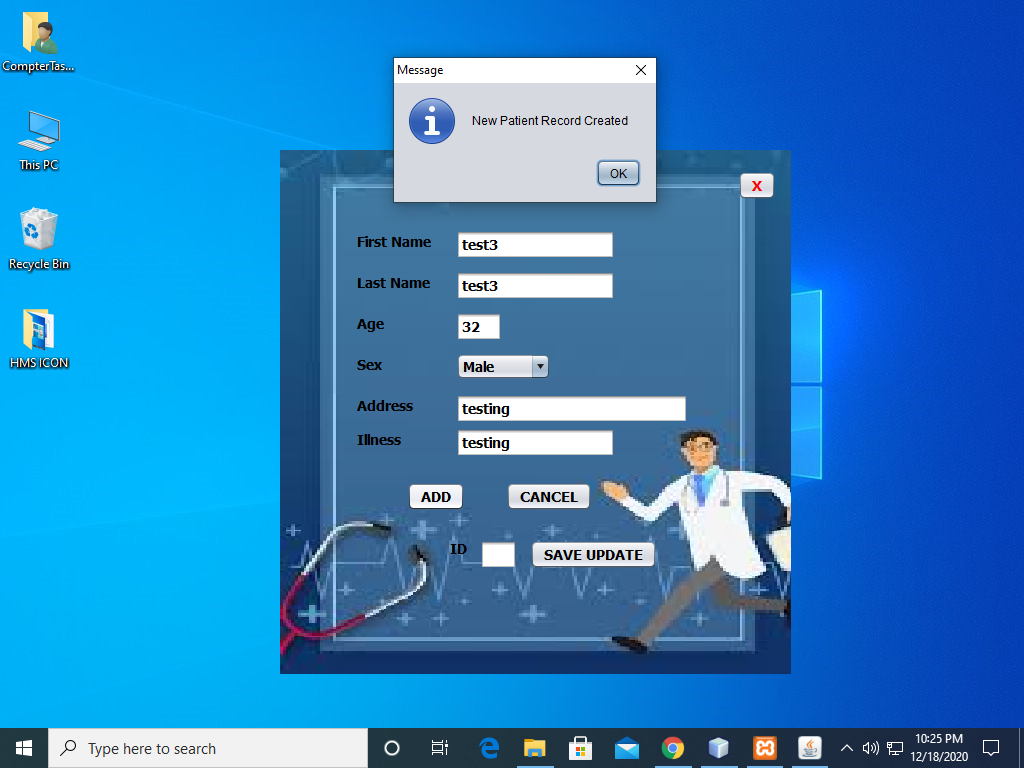 CompterTas...
This PC
Recycle Bin
HMS ICON
Message
New Patient Record Created
OK
X
First Name
test3
Last Name
test3
Age
32
Sex
Male
Address
testing
Illness
testing
ADD
CANCEL
ID
SAVE UPDATE
Type here to search
10:25 PM
12/18/2020